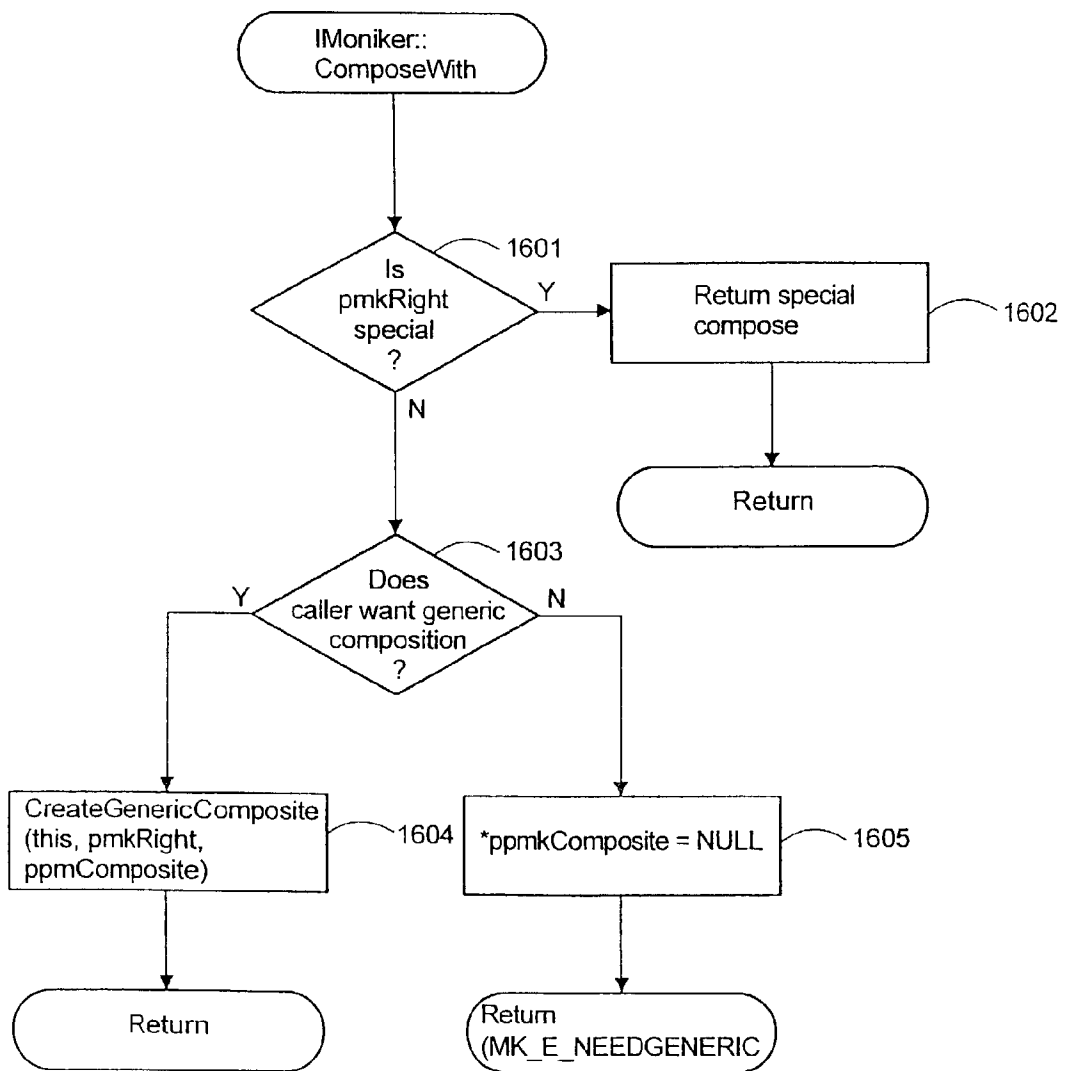 IMoniker::
ComposeWith
1601
Is
pmkRight
special
?
Y
Return special
compose
1602
N
Return
1603
Does
caller want generic
composition
?
Y
N
CreateGenericComposite
(this, pmkRight,
ppmComposite)
1604
*ppmkComposite = NULL
1605
Return
Return
(MK_E_NEEDGENERIC